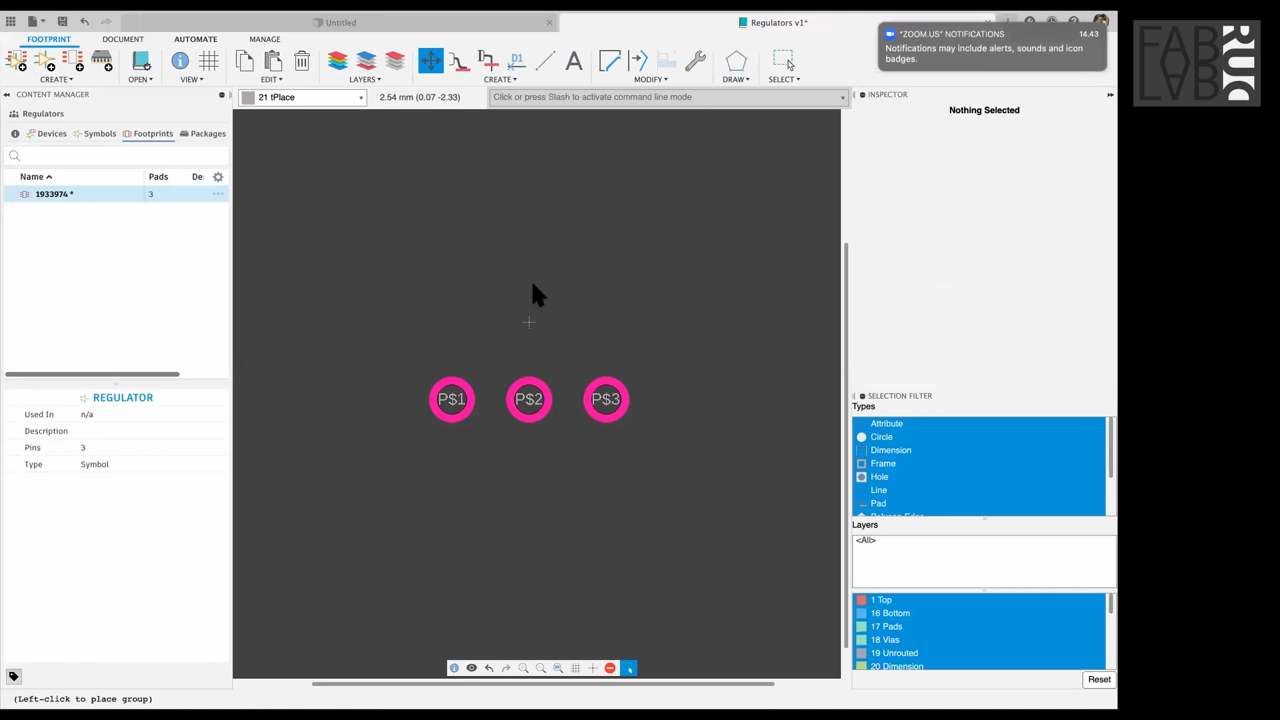 Untitled
Regulators v1*
"ZOOM.US" NOTIFICATIONS 14.43
Notifications may include alerts, sounds and icon
badges.
FOOTPRINT DOCUMENT AUTOMATE MANAGE
D1
CREATE OPEN VIEW EDIT LAYERS CREATE MODIFY DRAW SELECT
CONTENT MANAGER
21 tPlace
2.54 mm (0.07 -2.33)
Click or press Slash to activate command line mode
INSPECTOR
Nothing Selected
Regulators
Devices Symbols Footprints Packages
Name Pads De:
1933974 * 3
REGULATOR
Used In n/a
Description
Pins 3
Type Symbol
P$1 P$2 P$3
SELECTION FILTER
Types
Attribute
Circle
Dimension
Frame
Hole
Line
Pad
Layers
<All>
1 Top
16 Bottom
17 Pads
18 Vias
19 Unrouted
20 Dimension
Reset
(Left-click to place group)
FAB
LAB
RUC